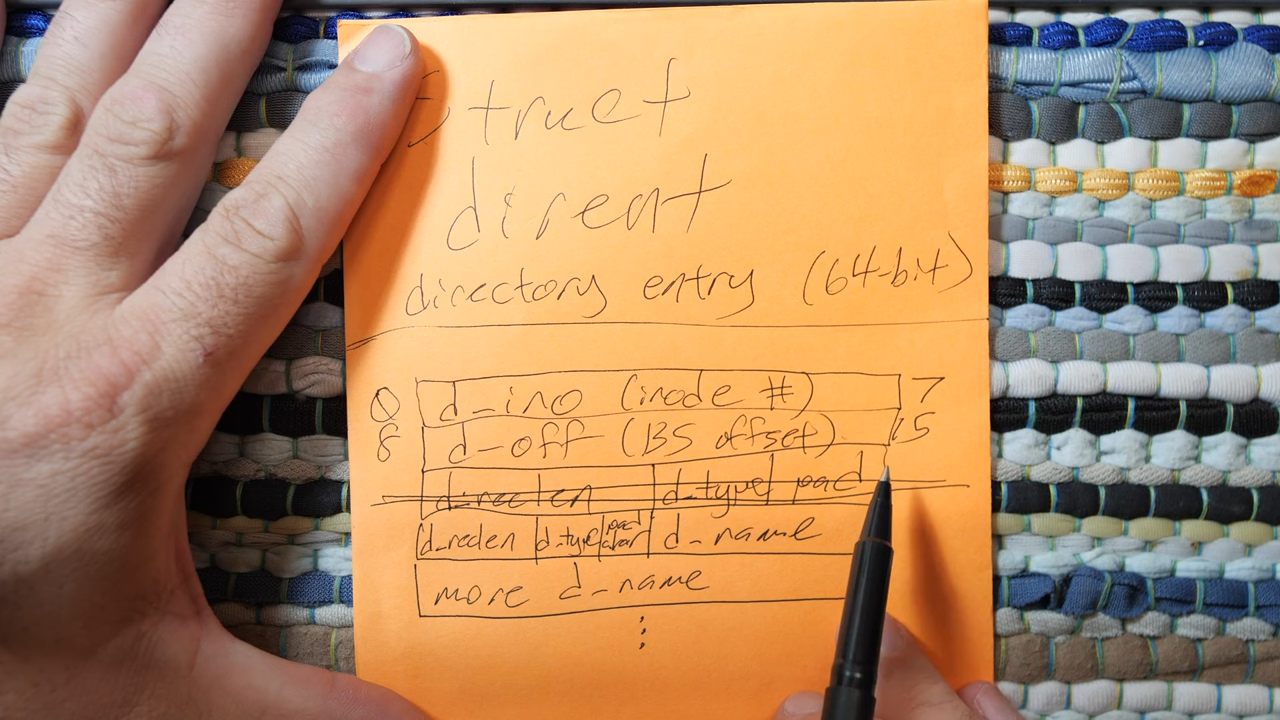 struct
dirent
directory entry (64-bit)
0 d_ino (inode #) 7
8 d_off (BS offset) 15
d_reclen d_type pad
d_reclen d_type pad char d_name
more d_name